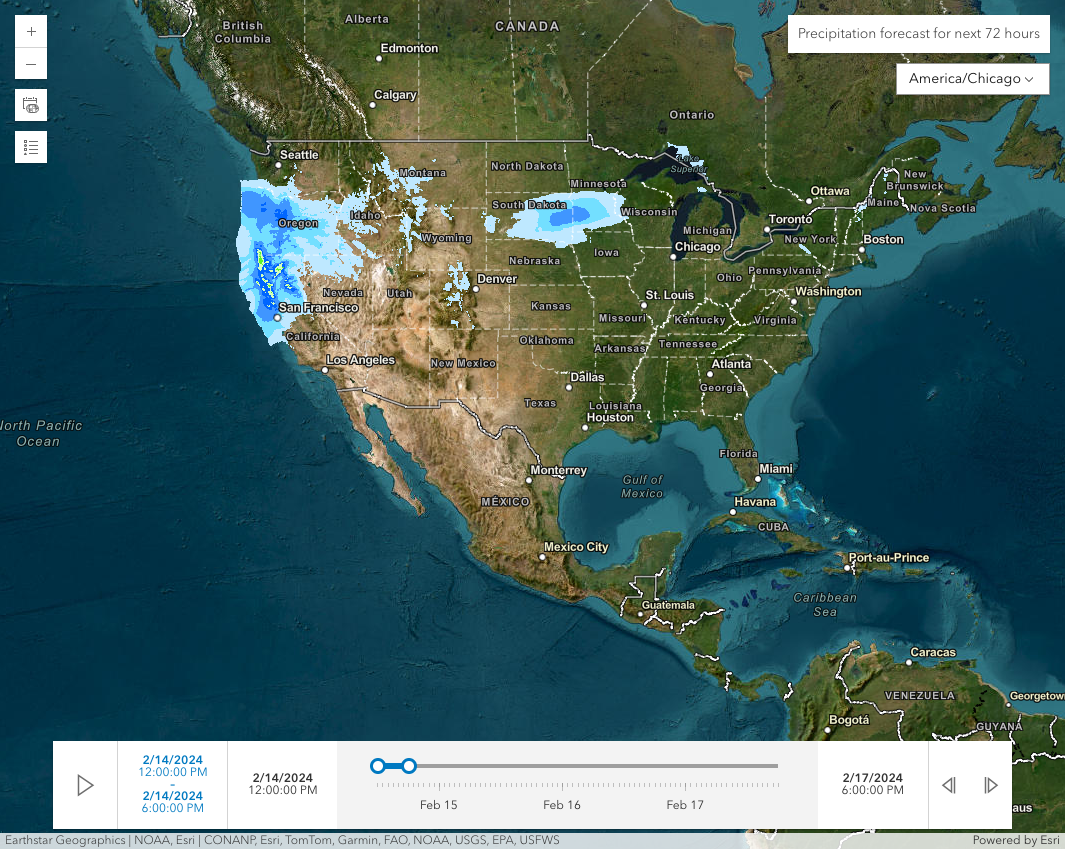 Precipitation forecast for next 72 hours
America/Chicago
British
Columbia
Alberta
CANADA
Edmonton
Calgary
Ontario
Seattle
Montana
North Dakota
Minnesota
Lake
Superior
Ottawa
New
Brunswick
Maine
Nova Scotia
Oregon
Idaho
South Dakota
Wisconsin
Michigan
Toronto
New York
Boston
Wyoming
Iowa
Chicago
Nebraska
Ohio
Pennsylvania
Nevada
Utah
Denver
St. Louis
Washington
San Francisco
Kansas
Missouri
Kentucky
Virginia
California
Oklahoma
Arkansas
Tennessee
Los Angeles
New Mexico
Atlanta
Dallas
Georgia
Texas
Louisiana
Houston
North Pacific
Ocean
Florida
Monterrey
Miami
Gulf of
Mexico
MÉXICO
Havana
CUBA
Mexico City
Port-au-Prince
Caribbean
Sea
Guatemala
Caracas
VENEZUELA
Georgetown
Bogotá
GUYANA
2/14/2024
12:00:00 PM
–
2/14/2024
6:00:00 PM
2/14/2024
12:00:00 PM
Feb 15
Feb 16
Feb 17
2/17/2024
6:00:00 PM
aus
Earthstar Geographics | NOAA, Esri | CONANP, Esri, TomTom, Garmin, FAO, NOAA, USGS, EPA, USFWS
Powered by Esri